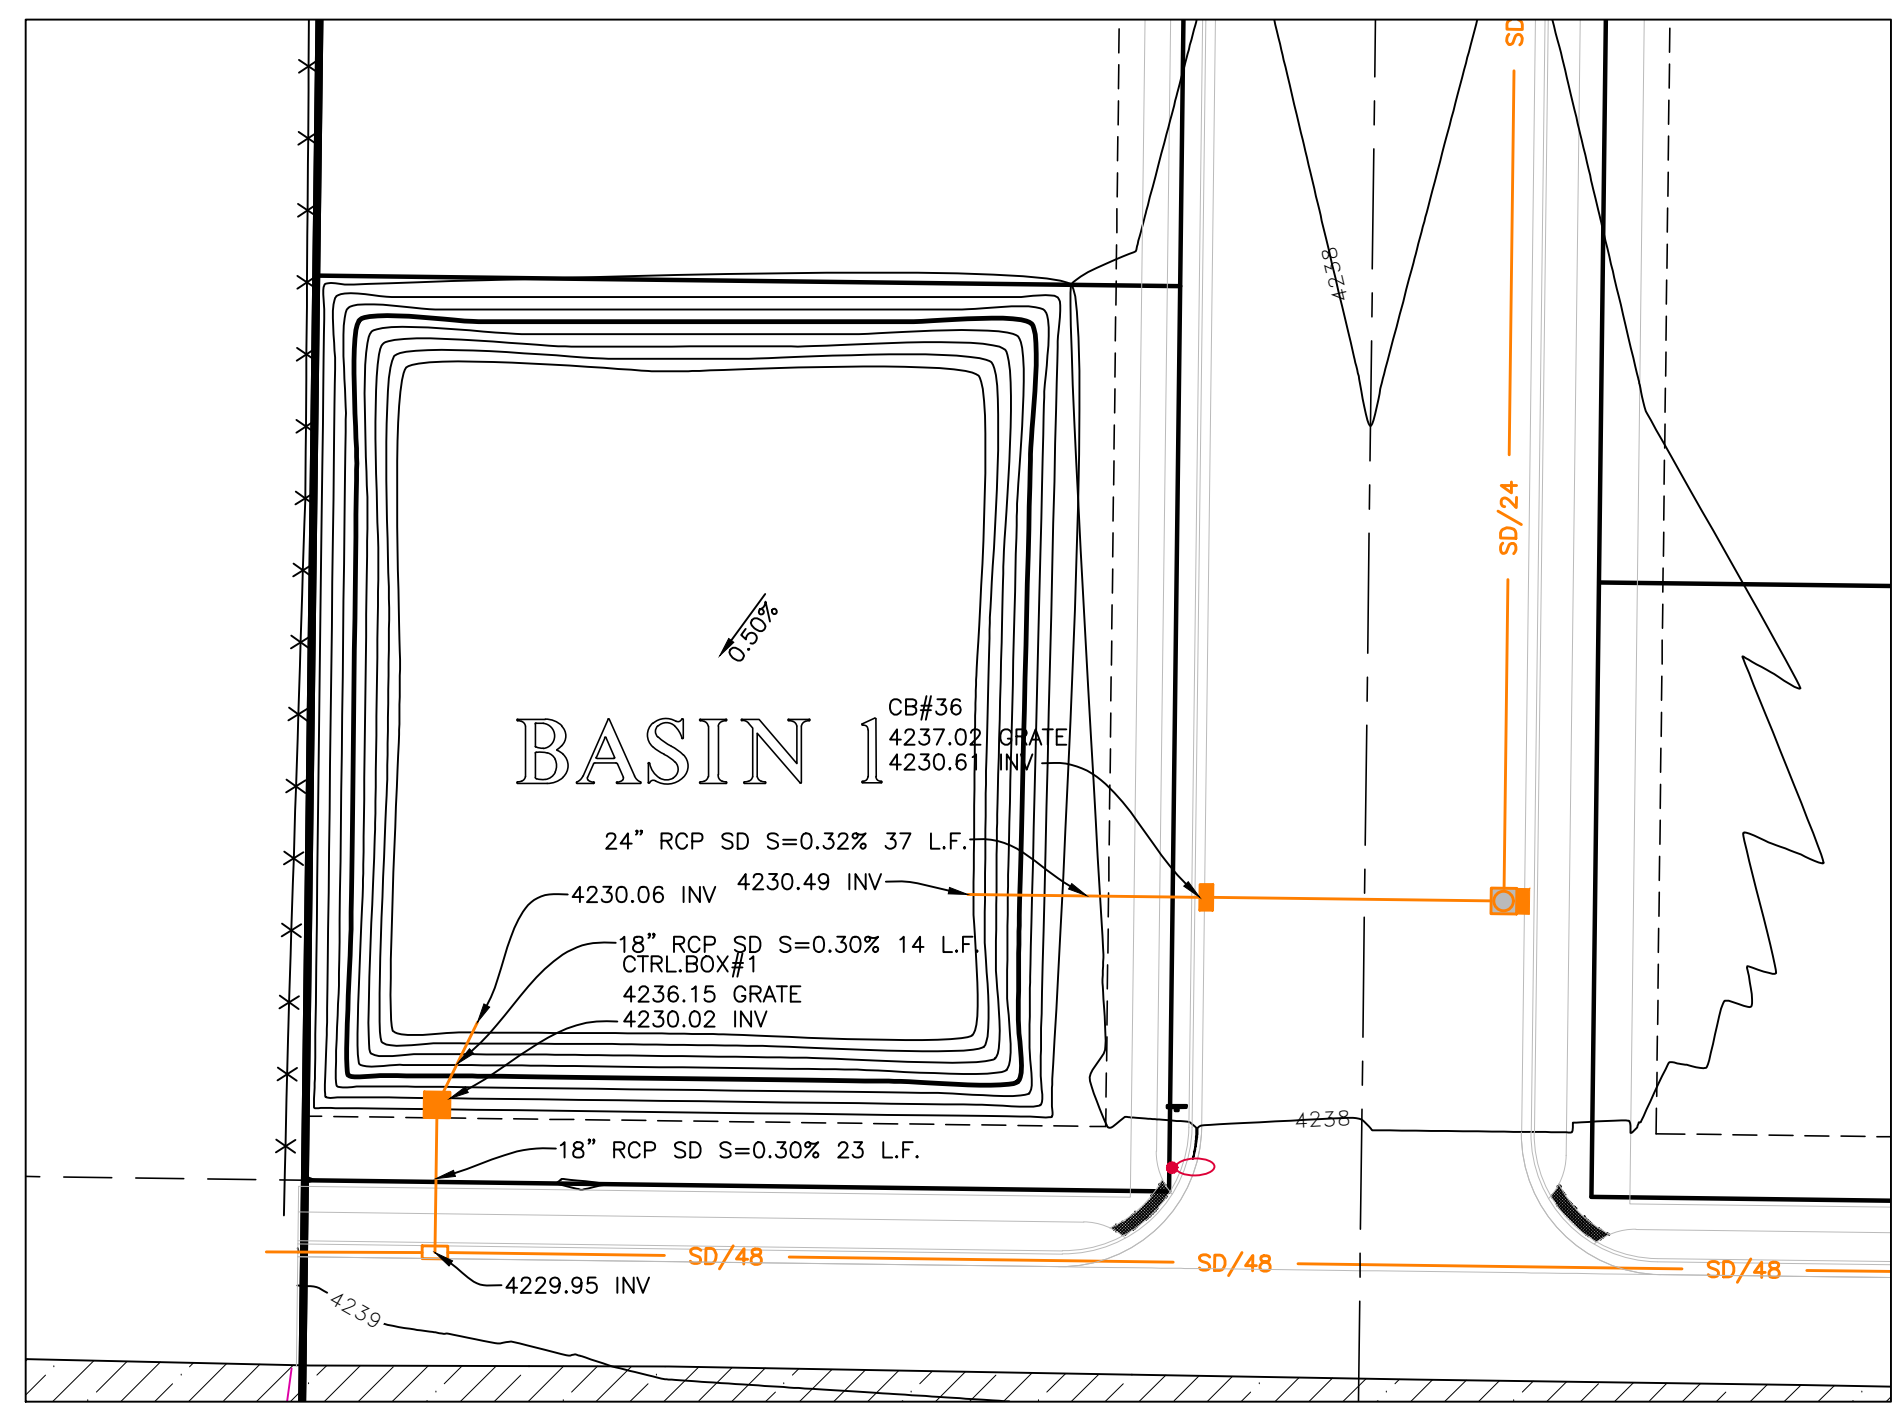 SD
4238
SD/24
0.50%
BASIN 1
CB#36
4237.02 GRATE
4230.61 INV
24" RCP SD S=0.32% 37 L.F.
4230.49 INV
4230.06 INV
18" RCP SD S=0.30% 14 L.F.
CTRL.BOX#1
4236.15 GRATE
4230.02 INV
4238
18" RCP SD S=0.30% 23 L.F.
SD/48
SD/48
SD/48
4229.95 INV
4239